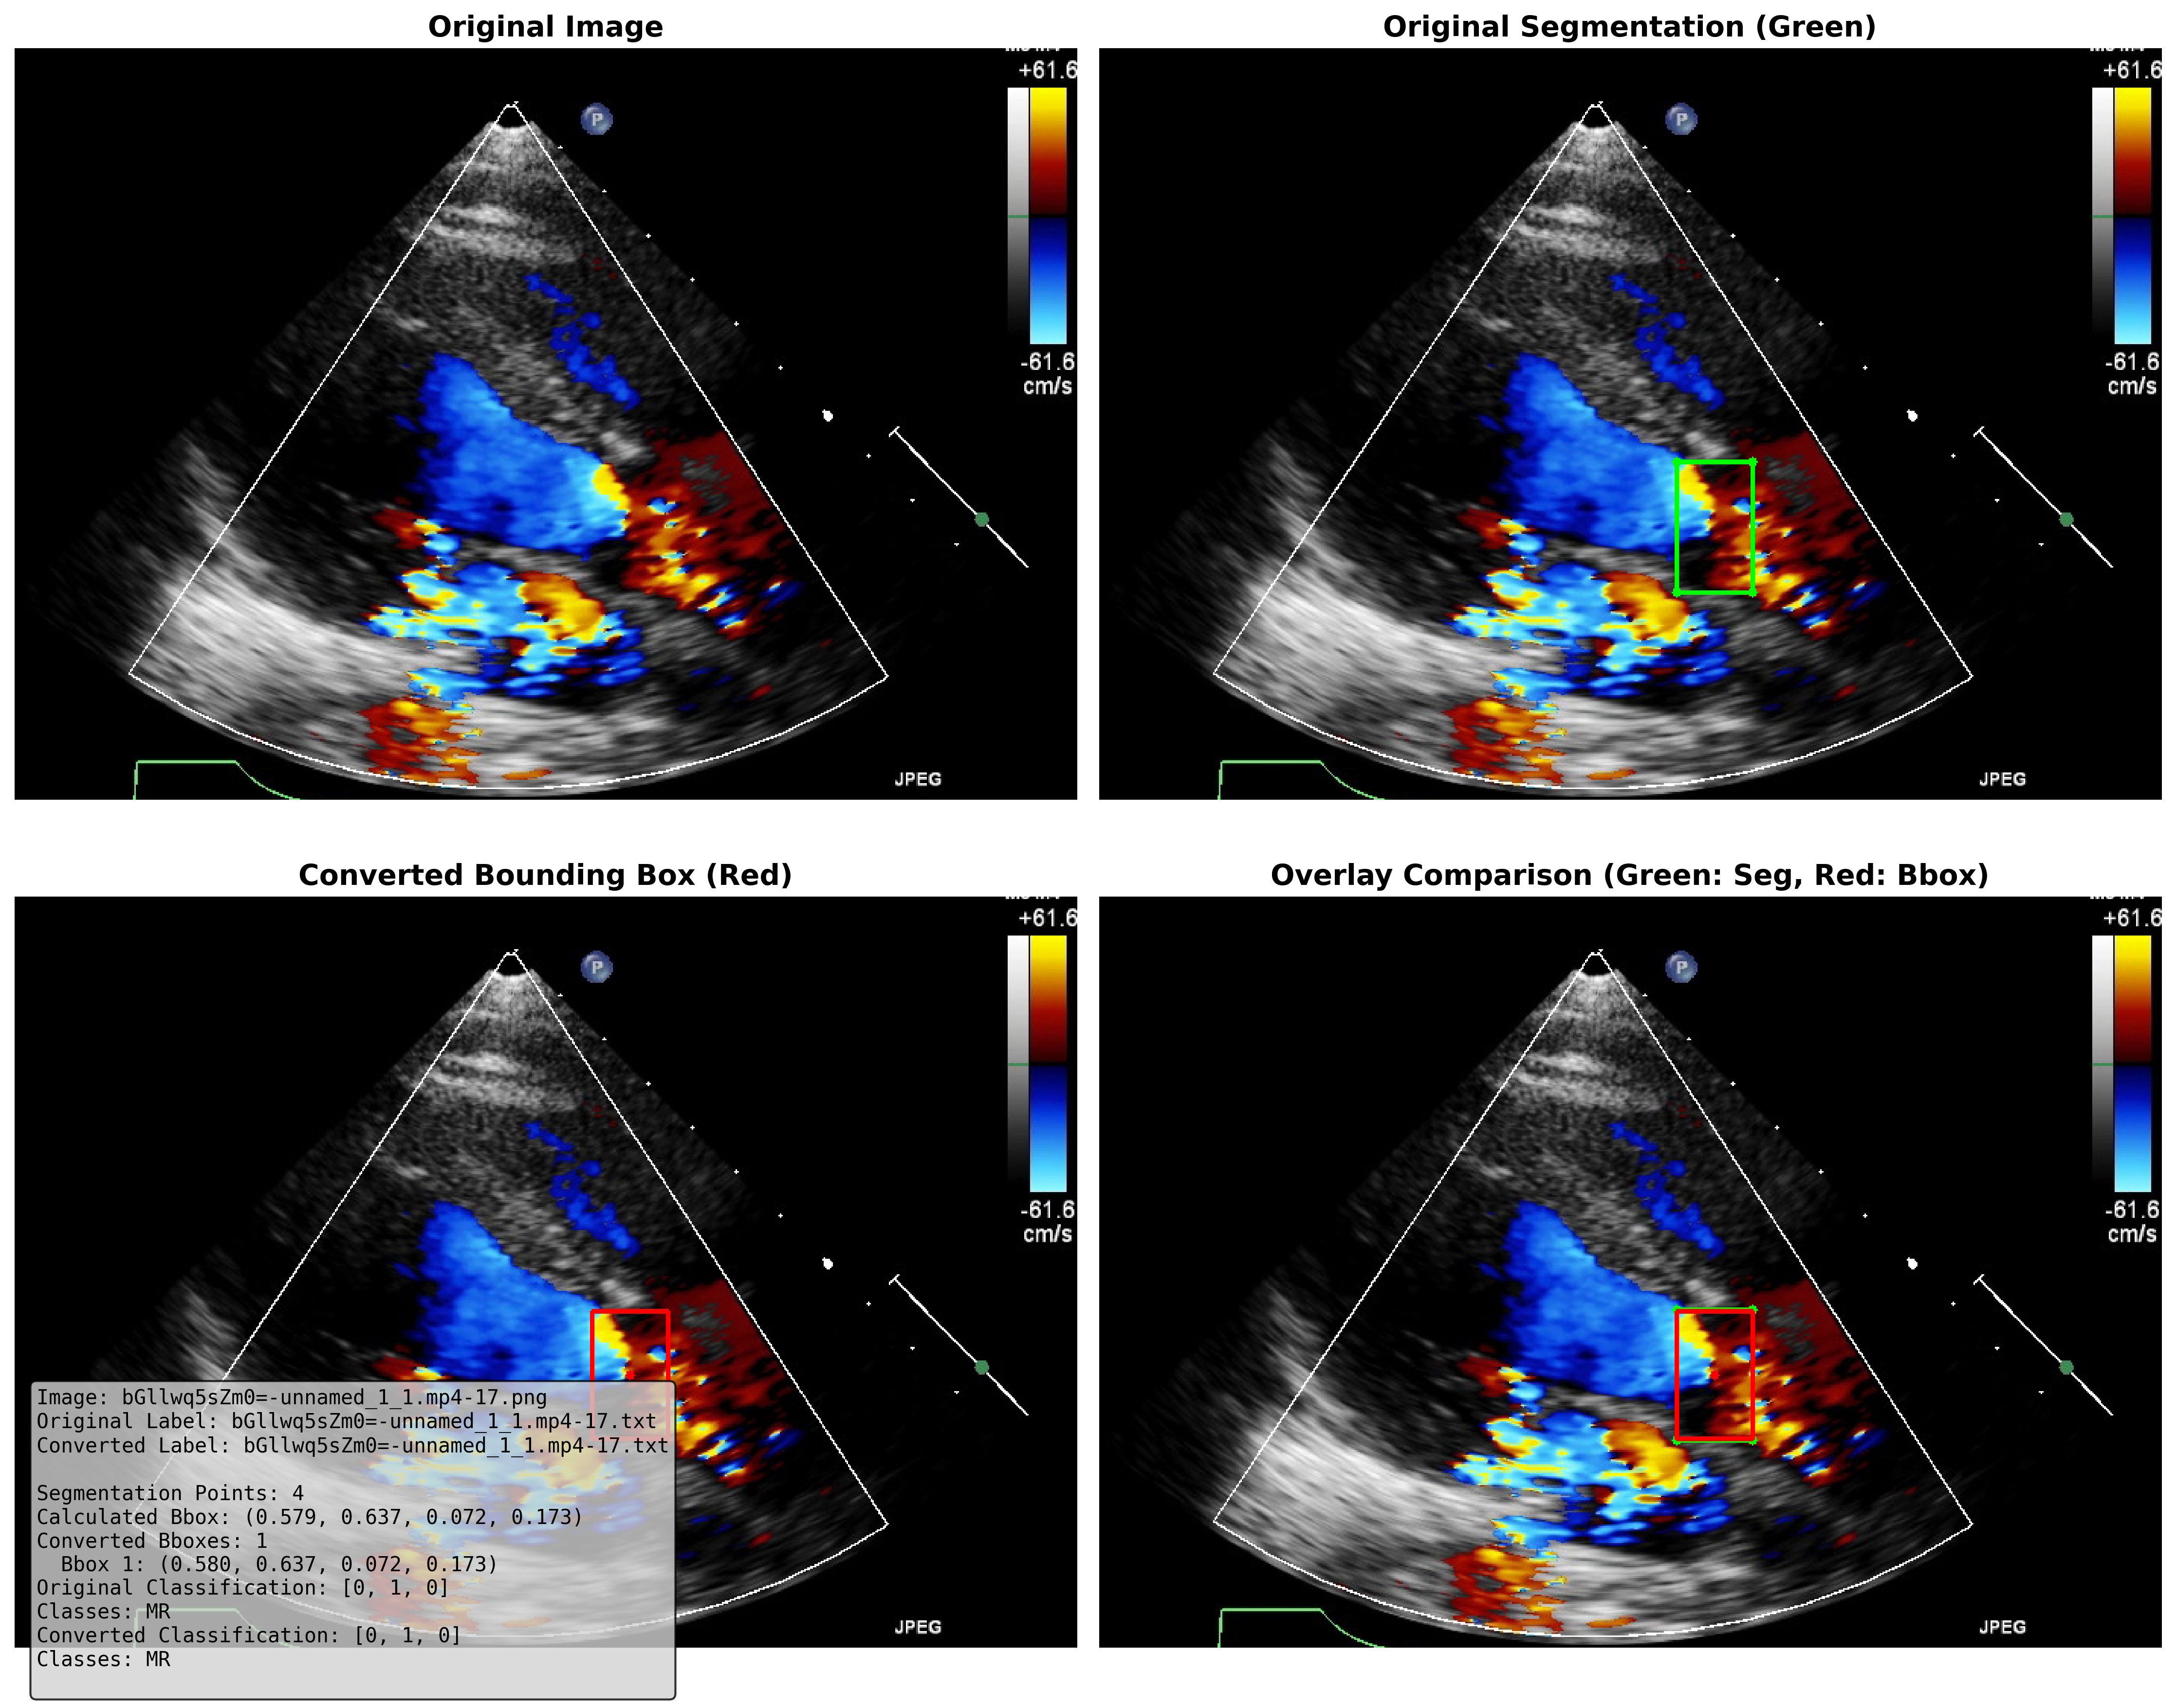 Original Image
+61.6
P
-61.6
cm/s
JPEG
Original Segmentation (Green)
+61.6
P
-61.6
cm/s
JPEG
Converted Bounding Box (Red)
+61.6
P
-61.6
cm/s
Image: bGllwq5sZm0=-unnamed_1_1.mp4-17.png
Original Label: bGllwq5sZm0=-unnamed_1_1.mp4-17.txt
Converted Label: bGllwq5sZm0=-unnamed_1_1.mp4-17.txt
Segmentation Points: 4
Calculated Bbox: (0.579, 0.637, 0.072, 0.173)
Converted Bboxes: 1
Bbox 1: (0.580, 0.637, 0.072, 0.173)
Original Classification: [0, 1, 0]
Classes: MR
Converted Classification: [0, 1, 0]
Classes: MR
JPEG
Overlay Comparison (Green: Seg, Red: Bbox)
+61.6
P
-61.6
cm/s
JPEG